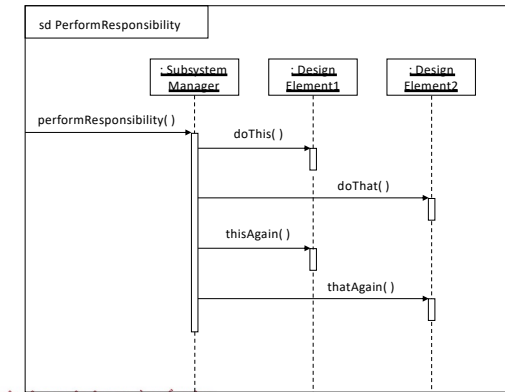 sd PerformResponsibility
: Subsystem
Manager
: Design
Element1
: Design
Element2
performResponsibility( )
doThis( )
doThat( )
thisAgain( )
thatAgain( )